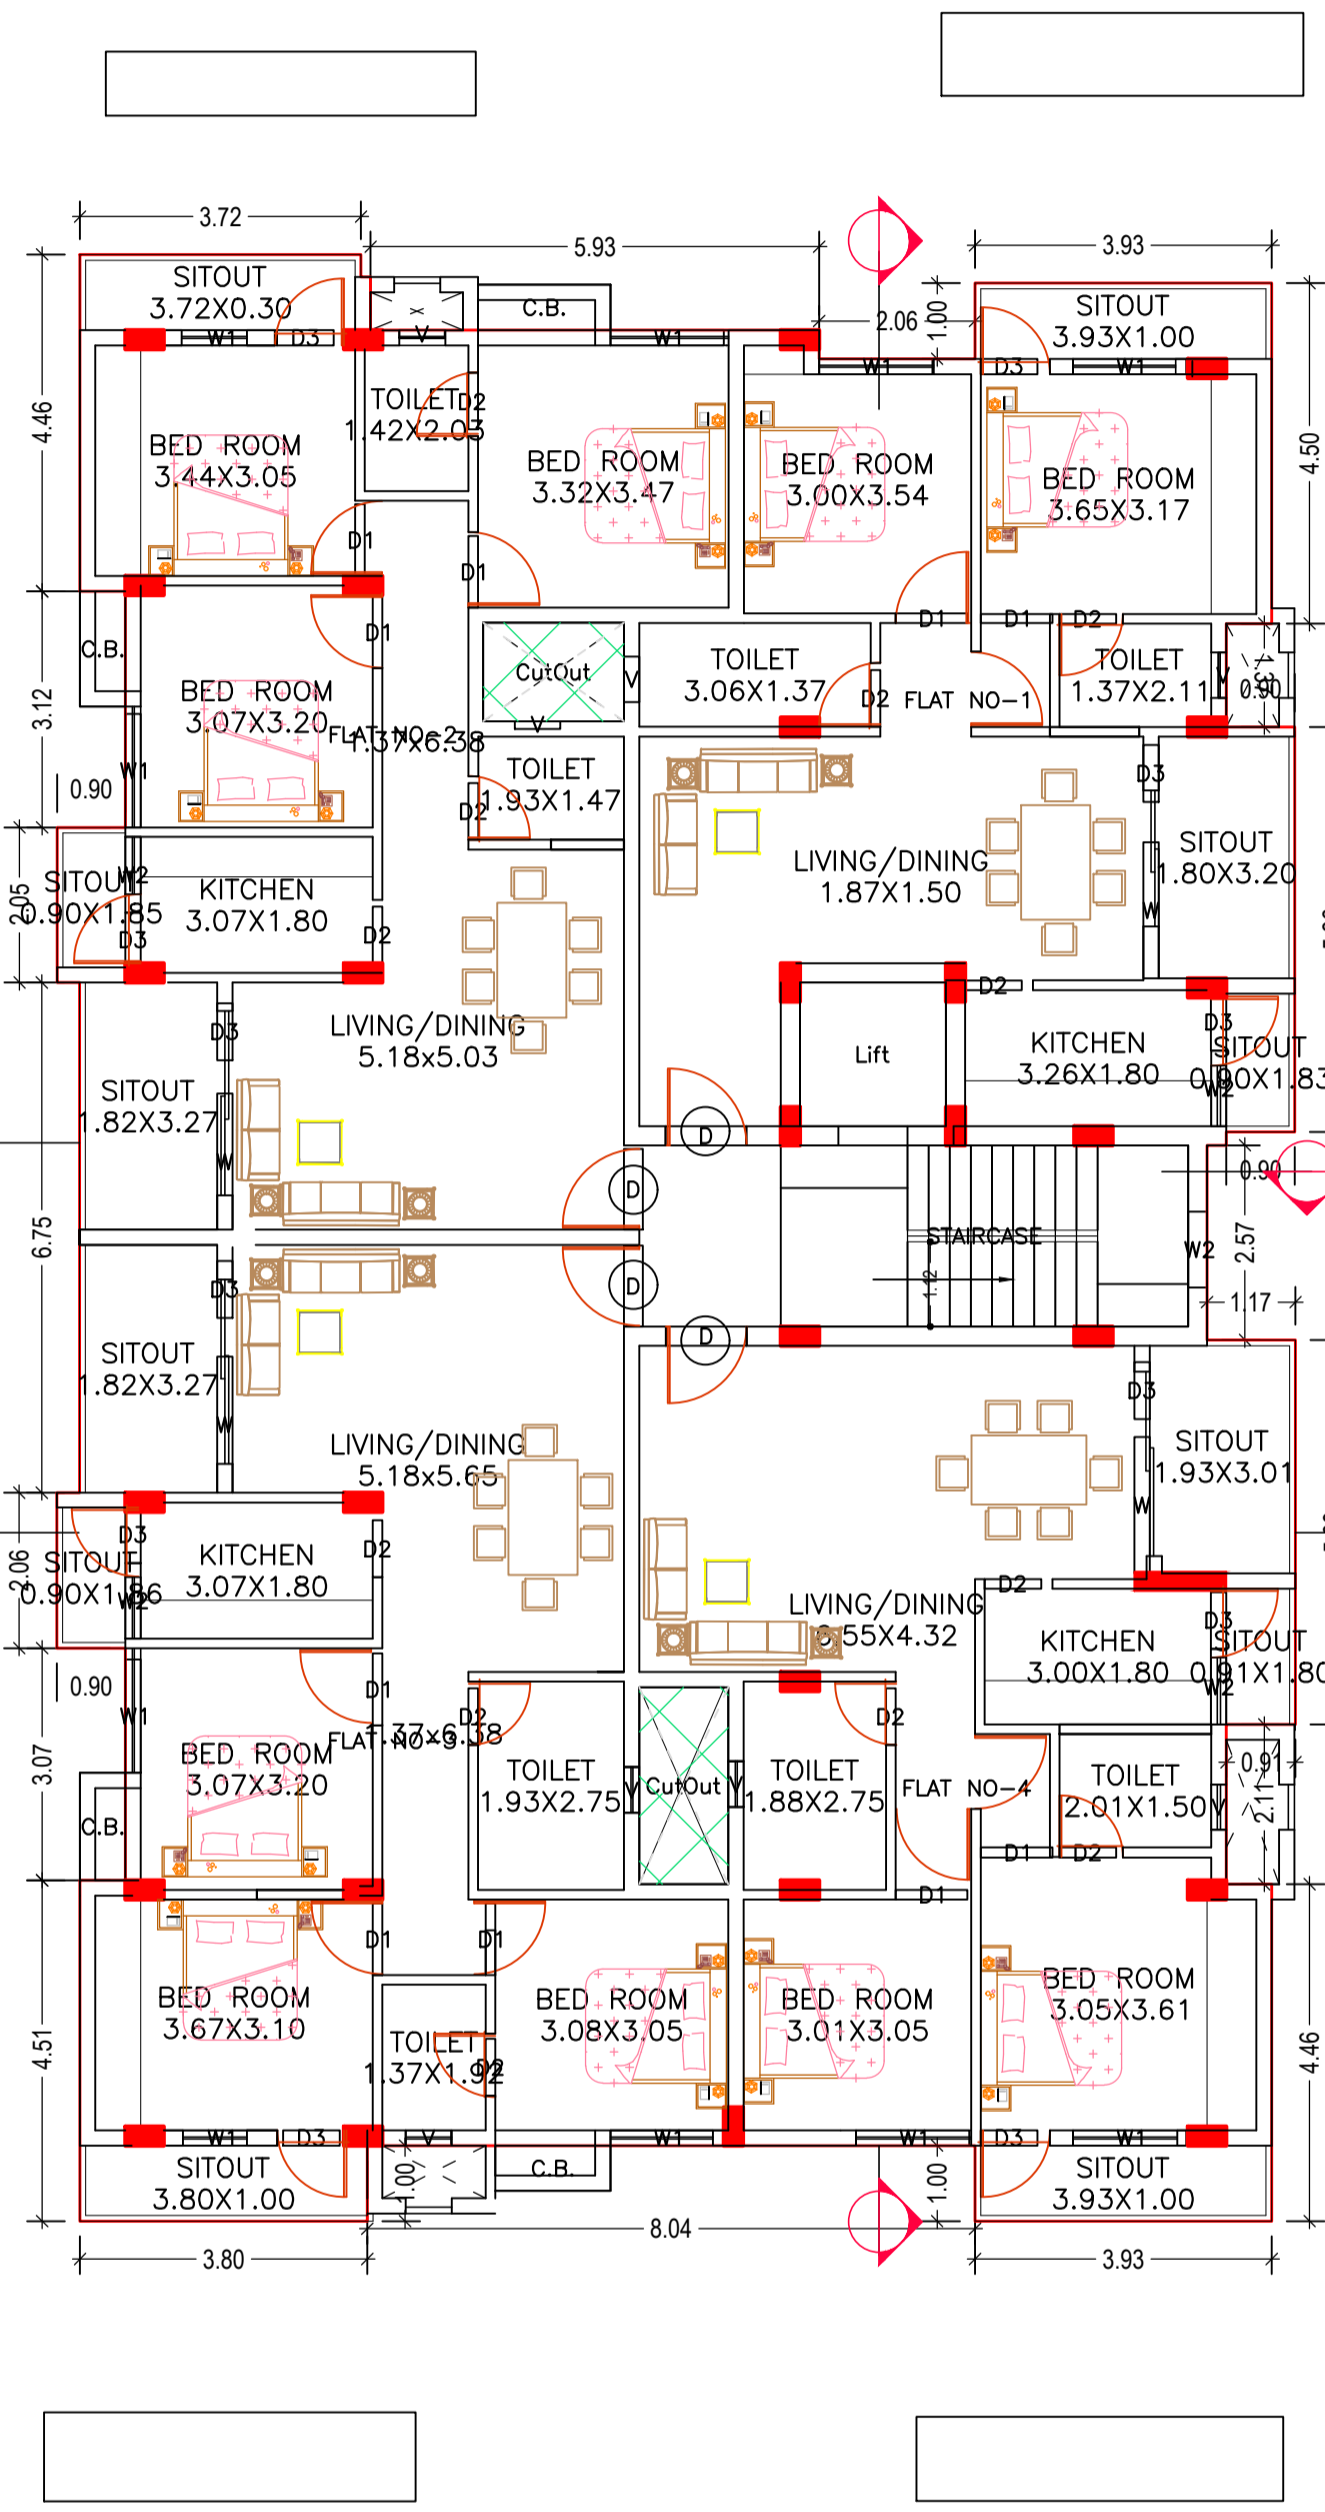 3.72
5.93
3.93
SITOUT
3.72X0.30
C.B.
2.06
1.00
SITOUT
3.93X1.00
W1
D3
V
W1
W1
D3
W1
4.46
TOILET
1.42X2.03
D2
BED ROOM
3.44X3.05
BED ROOM
3.32X3.47
BED ROOM
3.00X3.54
BED ROOM
3.65X3.17
4.50
D1
D1
D1
D1
D1
D2
C.B.
CutOut
V
V
TOILET
3.06X1.37
D2
FLAT NO-1
TOILET
1.37X2.11
V
0.90
3.12
BED ROOM
3.07X3.20
FLAT NO-2
1.37X6.38
W1
0.90
TOILET
1.93X1.47
D2
D3
2.05
SITOUT
0.90X1.85
W2
D3
KITCHEN
3.07X1.80
D2
LIVING/DINING
1.87X1.50
SITOUT
1.80X3.20
W
D2
LIVING/DINING
5.18x5.03
D3
Lift
KITCHEN
3.26X1.80
D3
SITOUT
0.90X1.83
W2
SITOUT
1.82X3.27
W
D
D
0.90
6.75
STAIRCASE
1.12
W2
2.57
1.17
D3
D
D
SITOUT
1.82X3.27
W
D3
LIVING/DINING
5.18x5.65
SITOUT
1.93X3.01
W
2.06
D3
SITOUT
0.90X1.86
W2
KITCHEN
3.07X1.80
D2
D2
LIVING/DINING
3.55X4.32
D3
KITCHEN
3.00X1.80
SITOUT
0.91X1.80
W2
0.90
W1
D1
D2
D2
3.07
BED ROOM
3.07X3.20
FLAT NO-3
1.37x6.38
TOILET
1.93X2.75
V
CutOut
V
TOILET
1.88X2.75
FLAT NO-4
TOILET
2.01X1.50
V
0.91
2.11
C.B.
D1
D2
D1
D1
D1
BED ROOM
3.67X3.10
BED ROOM
3.08X3.05
BED ROOM
3.01X3.05
BED ROOM
3.05X3.61
4.51
TOILET
1.37X1.92
D2
4.46
W1
D3
V
W1
W1
D3
W1
SITOUT
3.80X1.00
1.00
C.B.
1.00
SITOUT
3.93X1.00
8.04
3.80
3.93